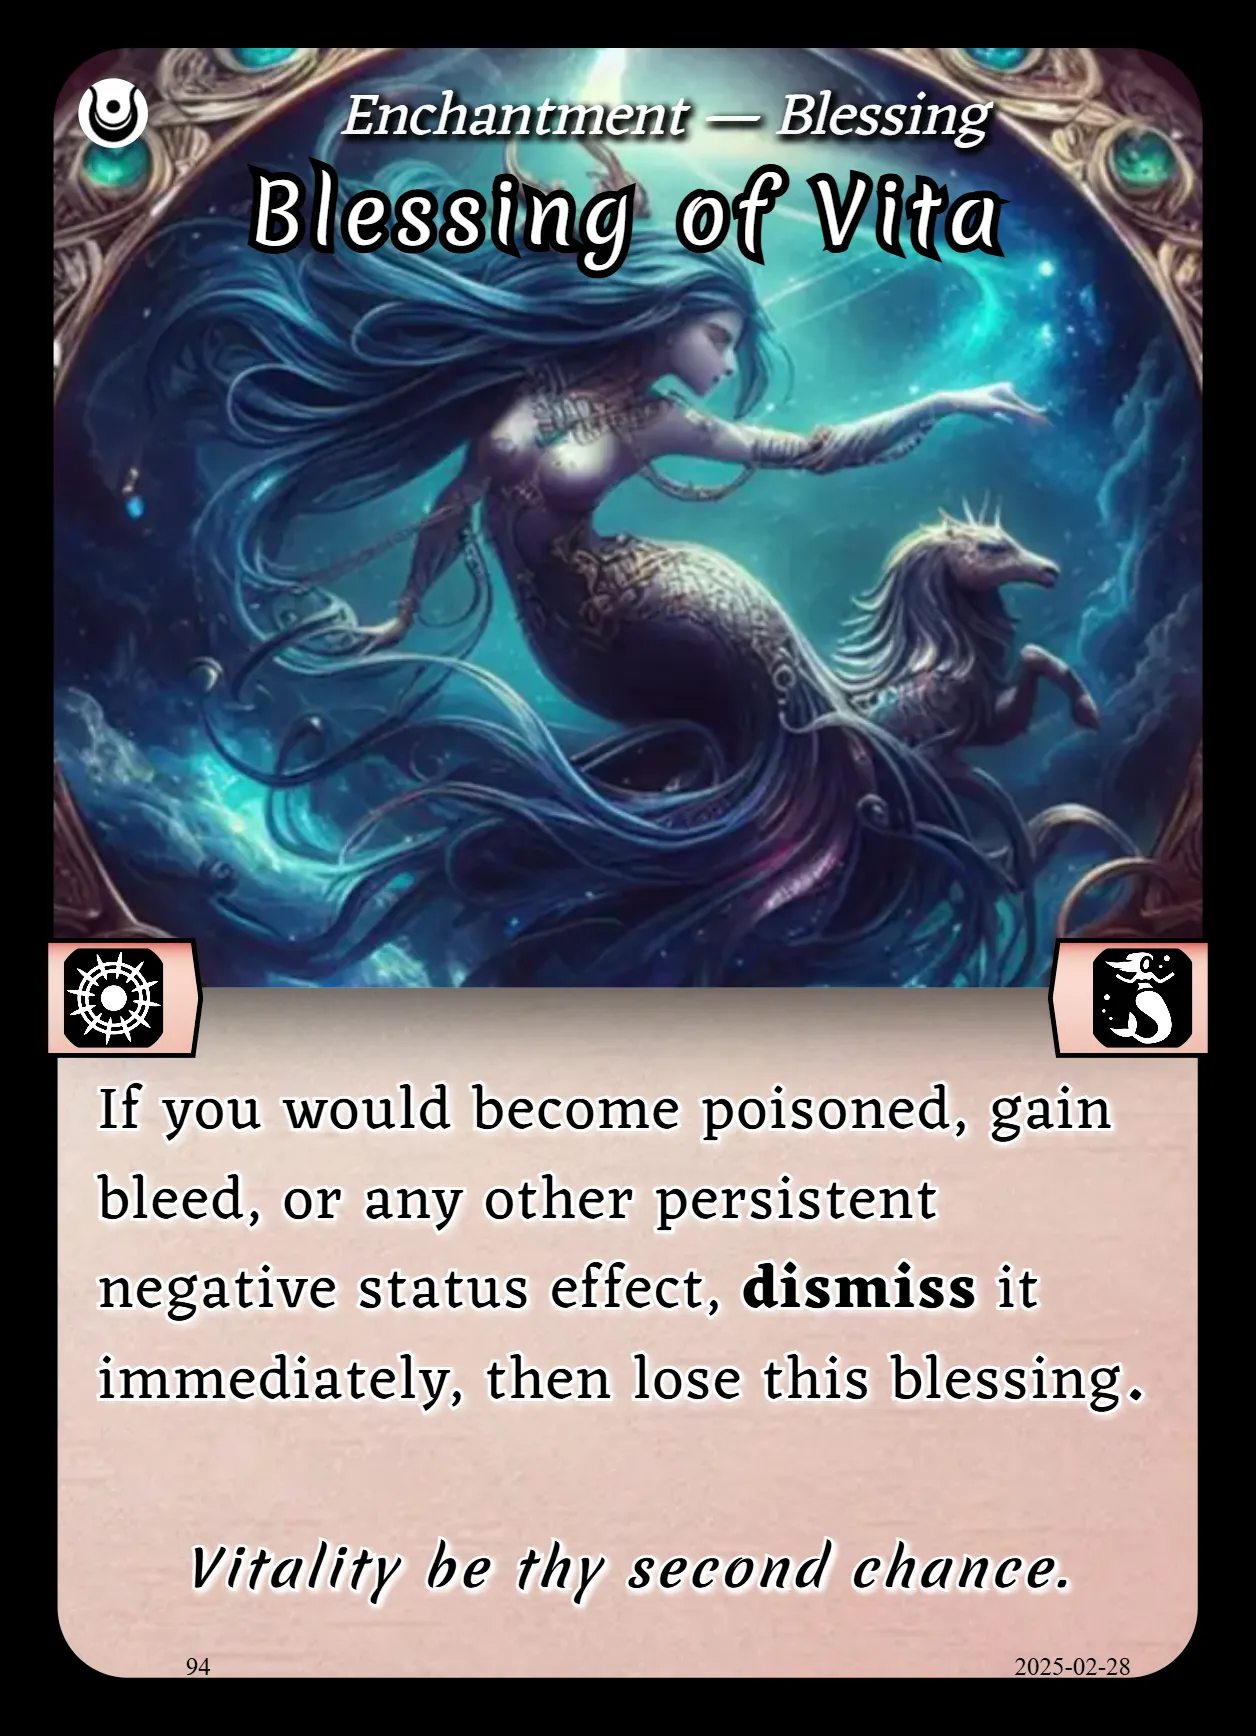 Enchantment — Blessing
Blessing of Vita
If you would become poisoned, gain
bleed, or any other persistent
negative status effect, dismiss it
immediately, then lose this blessing.
Vitality be thy second chance.
94
2025-02-28